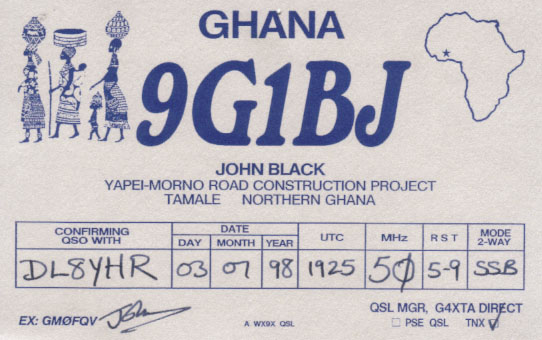 GHANA
9G1BJ
JOHN BLACK
YAPEI-MORNO ROAD CONSTRUCTION PROJECT
TAMALE NORTHERN GHANA
CONFIRMING QSO WITH DATE DAY MONTH YEAR UTC MHz R S T MODE 2-WAY
DL8YHR 03 07 98 1925 50 5-9 SSB
EX: GMØFQV
A WX9X QSL
QSL MGR, G4XTA DIRECT
☐ PSE QSL TNX ☑